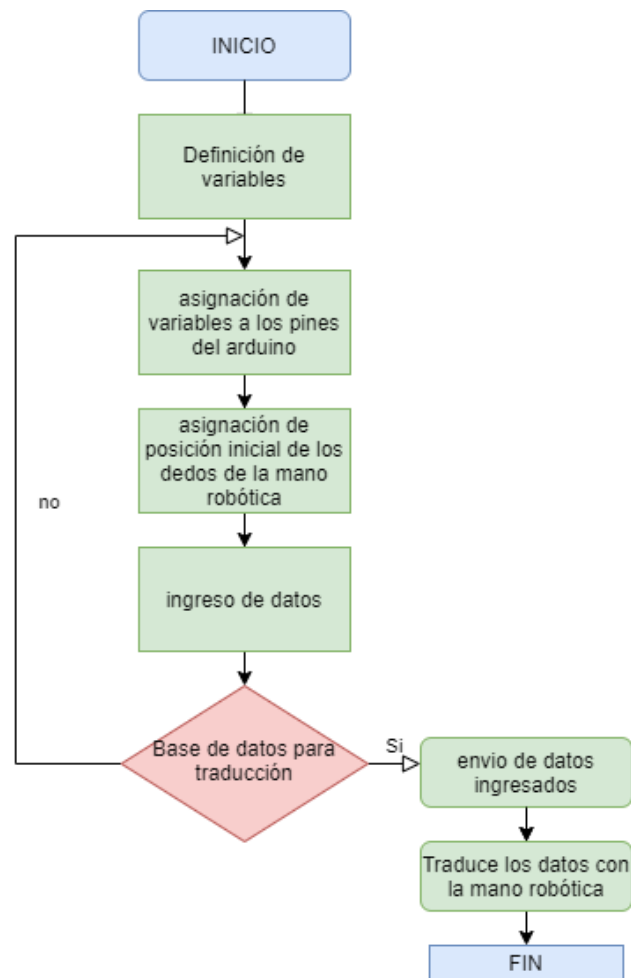 INICIO
Definición de
variables
asignación de
variables a los pines
del arduino
asignación de
posición inicial de los
dedos de la mano
robótica
no
ingreso de datos
Base de datos para
traducción
Si
envio de datos
ingresados
Traduce los datos con
la mano robótica
FIN